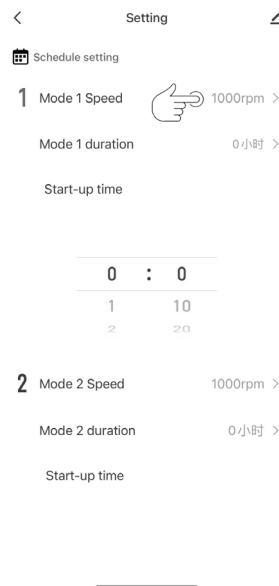 Setting
Schedule setting
1 Mode 1 Speed 1000rpm >
Mode 1 duration 0小时 >
Start-up time
0 : 0
1 10
2 20
2 Mode 2 Speed 1000rpm >
Mode 2 duration 0小时 >
Start-up time